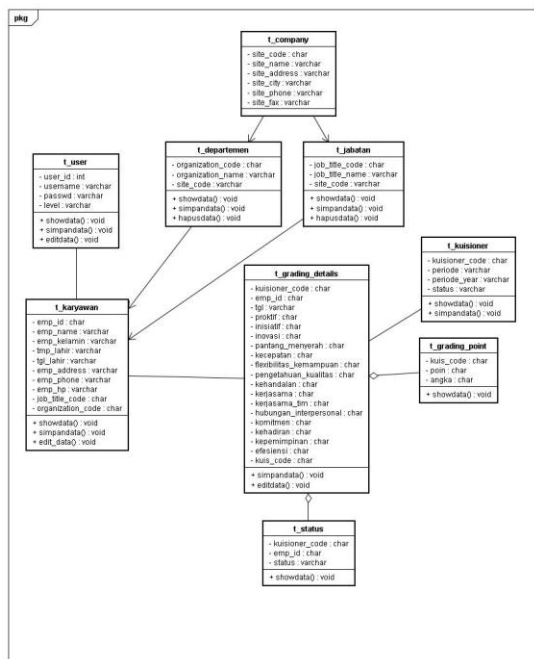 pkg
t_company
- site_code : char
- site_name : varchar
- site_address : varchar
- site_city : varchar
- site_phone : varchar
- site_fax : varchar
t_departemen
- organization_code : char
- organization_name : varchar
- site_code : varchar
+ showdata() : void
+ simpandata() : void
+ hapusdata() : void
t_jabatan
- job_title_code : char
- job_title_name : varchar
- site_code : varchar
+ showdata() : void
+ simpandata() : void
+ hapusdata() : void
t_user
- user_id : int
- username : varchar
- passwd : varchar
- level : varchar
+ showdata() : void
+ simpandata() : void
+ editdata() : void
t_kuisioner
- kuisioner_code : char
- periode : varchar
- periode_year : varchar
- status : varchar
+ showdata() : void
+ simpandata() : void
t_grading_details
- kuisioner_code : char
- emp_id : char
- tgl : varchar
- proktif : char
- inisiatif : char
- inovasi : char
- pantang_menyerah : char
- kecepatan : char
- flexibilitas_kemampuan : char
- pengetahuan_kualitas : char
- kehandalan : char
- kerjasama : char
- kerjasama_tim : char
- hubungan_interpersonal : char
- komitmen : char
- kehadiran : char
- kepemimpinan : char
- efesiensi : char
- kuis_code : char
+ simpandata() : void
+ editdata() : void
t_karyawan
- emp_id : char
- emp_name : varchar
- emp_kelamin : varchar
- tmp_lahir : varchar
- tgl_lahir : varchar
- emp_address : varchar
- emp_phone : varchar
- emp_hp : varchar
- job_title_code : char
- organization_code : char
+ showdata() : void
+ simpandata() : void
+ edit_data() : void
t_grading_point
- kuis_code : char
- poin : char
- angka : char
+ showdata() : void
t_status
- kuisioner_code : char
- emp_id : char
- status : varchar
+ showdata() : void